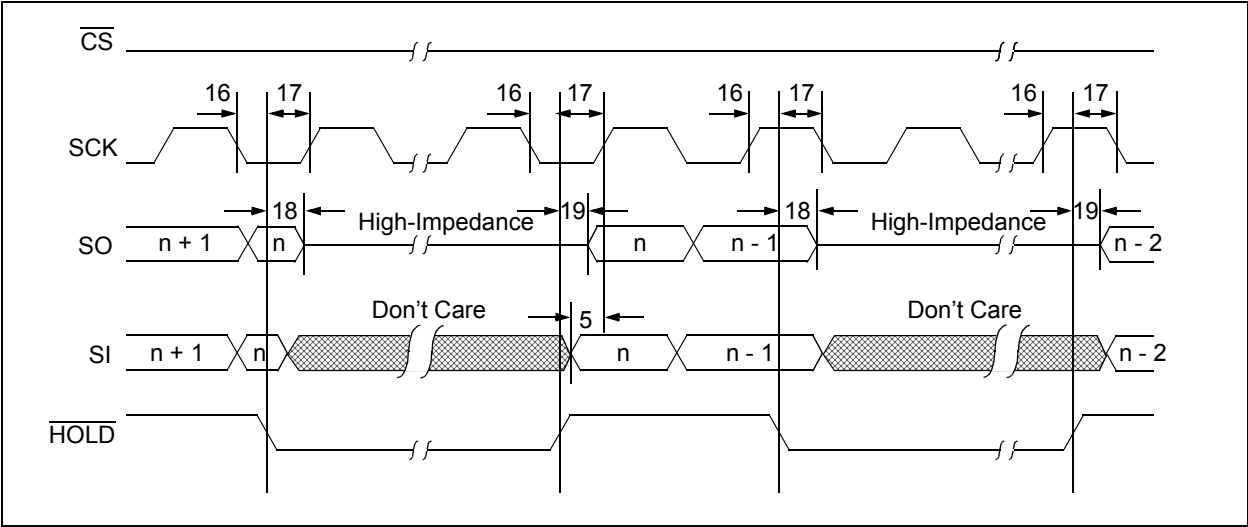 CS
16 17 16 17 16 17 16 17
SCK
18 High-Impedance 19 18 High-Impedance 19
SO n + 1 n n n - 1 n - 2
Don't Care 5 Don't Care
SI n + 1 n n n - 1 n - 2
HOLD